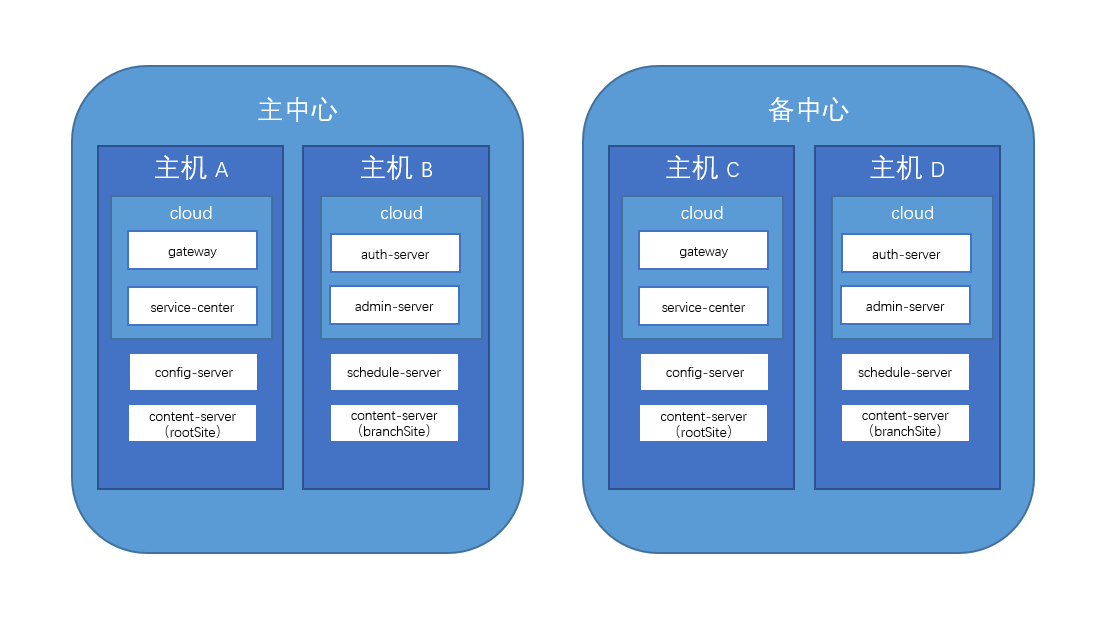 主中心
主机 A
cloud
gateway
service-center
config-server
content-server
（rootSite）
主机 B
cloud
auth-server
admin-server
schedule-server
content-server
（branchSite）
备中心
主机 C
cloud
gateway
service-center
config-server
content-server
（rootSite）
主机 D
cloud
auth-server
admin-server
schedule-server
content-server
（branchSite）